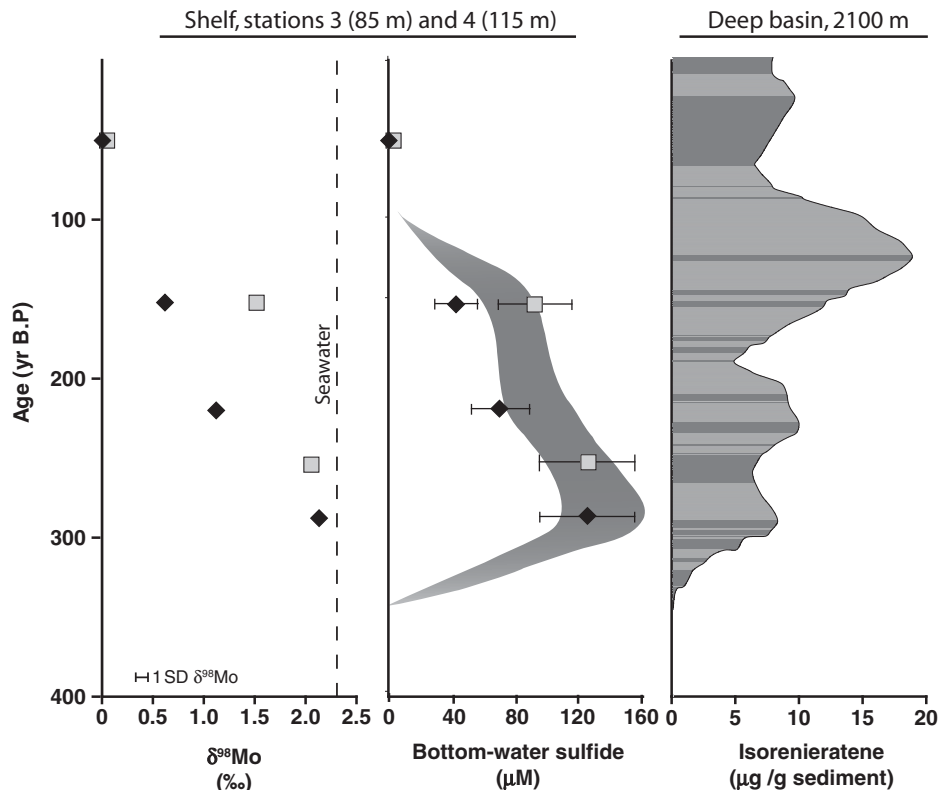 Shelf, stations 3 (85 m) and 4 (115 m)
Deep basin, 2100 m
Age (yr B.P)
100
200
300
400
Seawater
1 SD δ⁹⁸Mo
0 0.5 1.0 1.5 2.0 2.5
δ⁹⁸Mo
(‰)
0 40 80 120 160
Bottom-water sulfide
(μM)
0 5 10 15 20
Isorenieratene
(μg /g sediment)